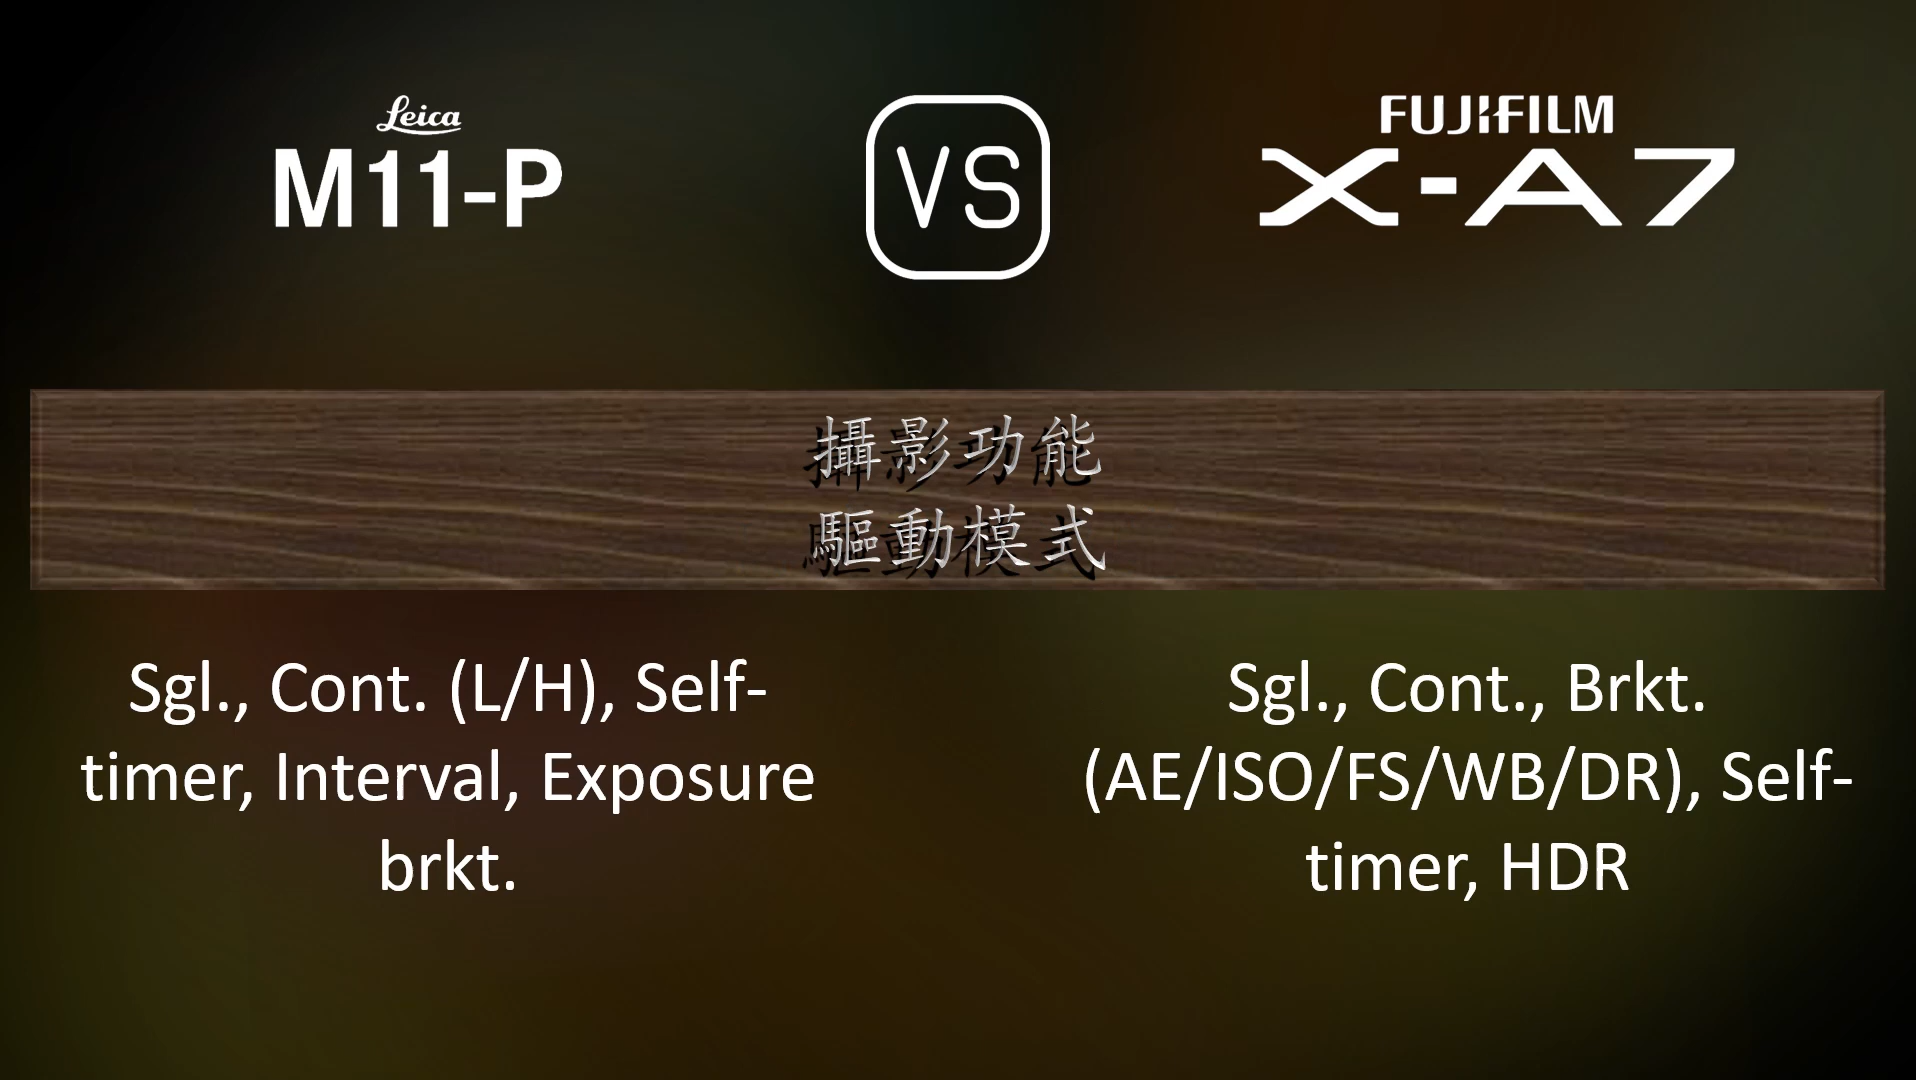 Leica
M11-P
VS
FUJIFILM
X-A7
攝影功能
驅動模式
Sgl., Cont. (L/H), Self-
timer, Interval, Exposure
brkt.
Sgl., Cont., Brkt.
(AE/ISO/FS/WB/DR), Self-
timer, HDR